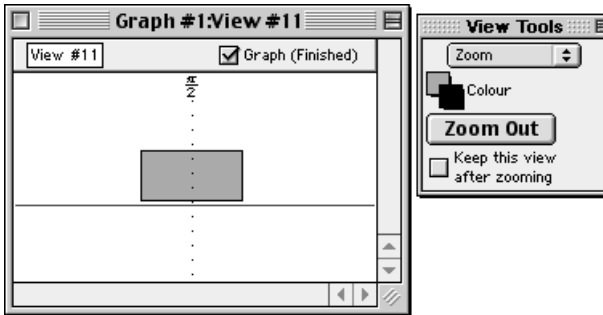 Graph #1:View #11
View #11
Graph (Finished)
π
2
View Tools
Zoom
Colour
Zoom Out
Keep this view
after zooming